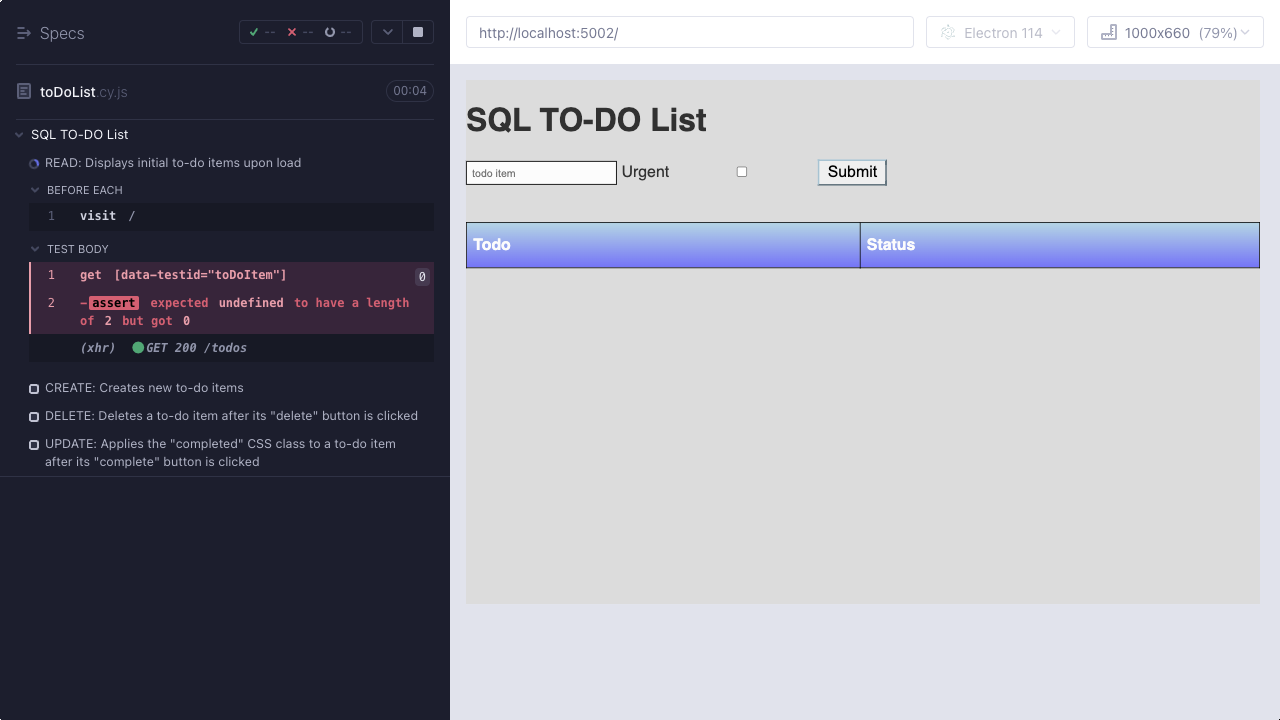 Specs
-- -- --
toDoList.cy.js 00:04
SQL TO-DO List
READ: Displays initial to-do items upon load
BEFORE EACH
1 visit /
TEST BODY
1 get [data-testid="toDoItem"] 0
2 -assert expected undefined to have a length
of 2 but got 0
(xhr) GET 200 /todos
CREATE: Creates new to-do items
DELETE: Deletes a to-do item after its "delete" button is clicked
UPDATE: Applies the "completed" CSS class to a to-do item
after its "complete" button is clicked
http://localhost:5002/
Electron 114
1000x660 (79%)
SQL TO-DO List
todo item Urgent Submit
Todo Status